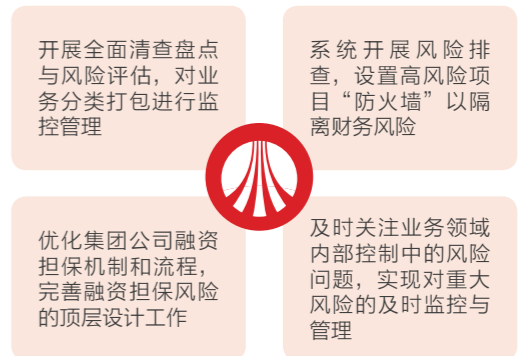 开展全面清查盘点
与风险评估，对业
务分类打包进行监
控管理
系统开展风险排
查，设置高风险项
目“防火墙”以隔
离财务风险
优化集团公司融资
担保机制和流程，
完善融资担保风险
的顶层设计工作
及时关注业务领域
内部控制中的风险
问题，实现对重大
风险的及时监控与
管理